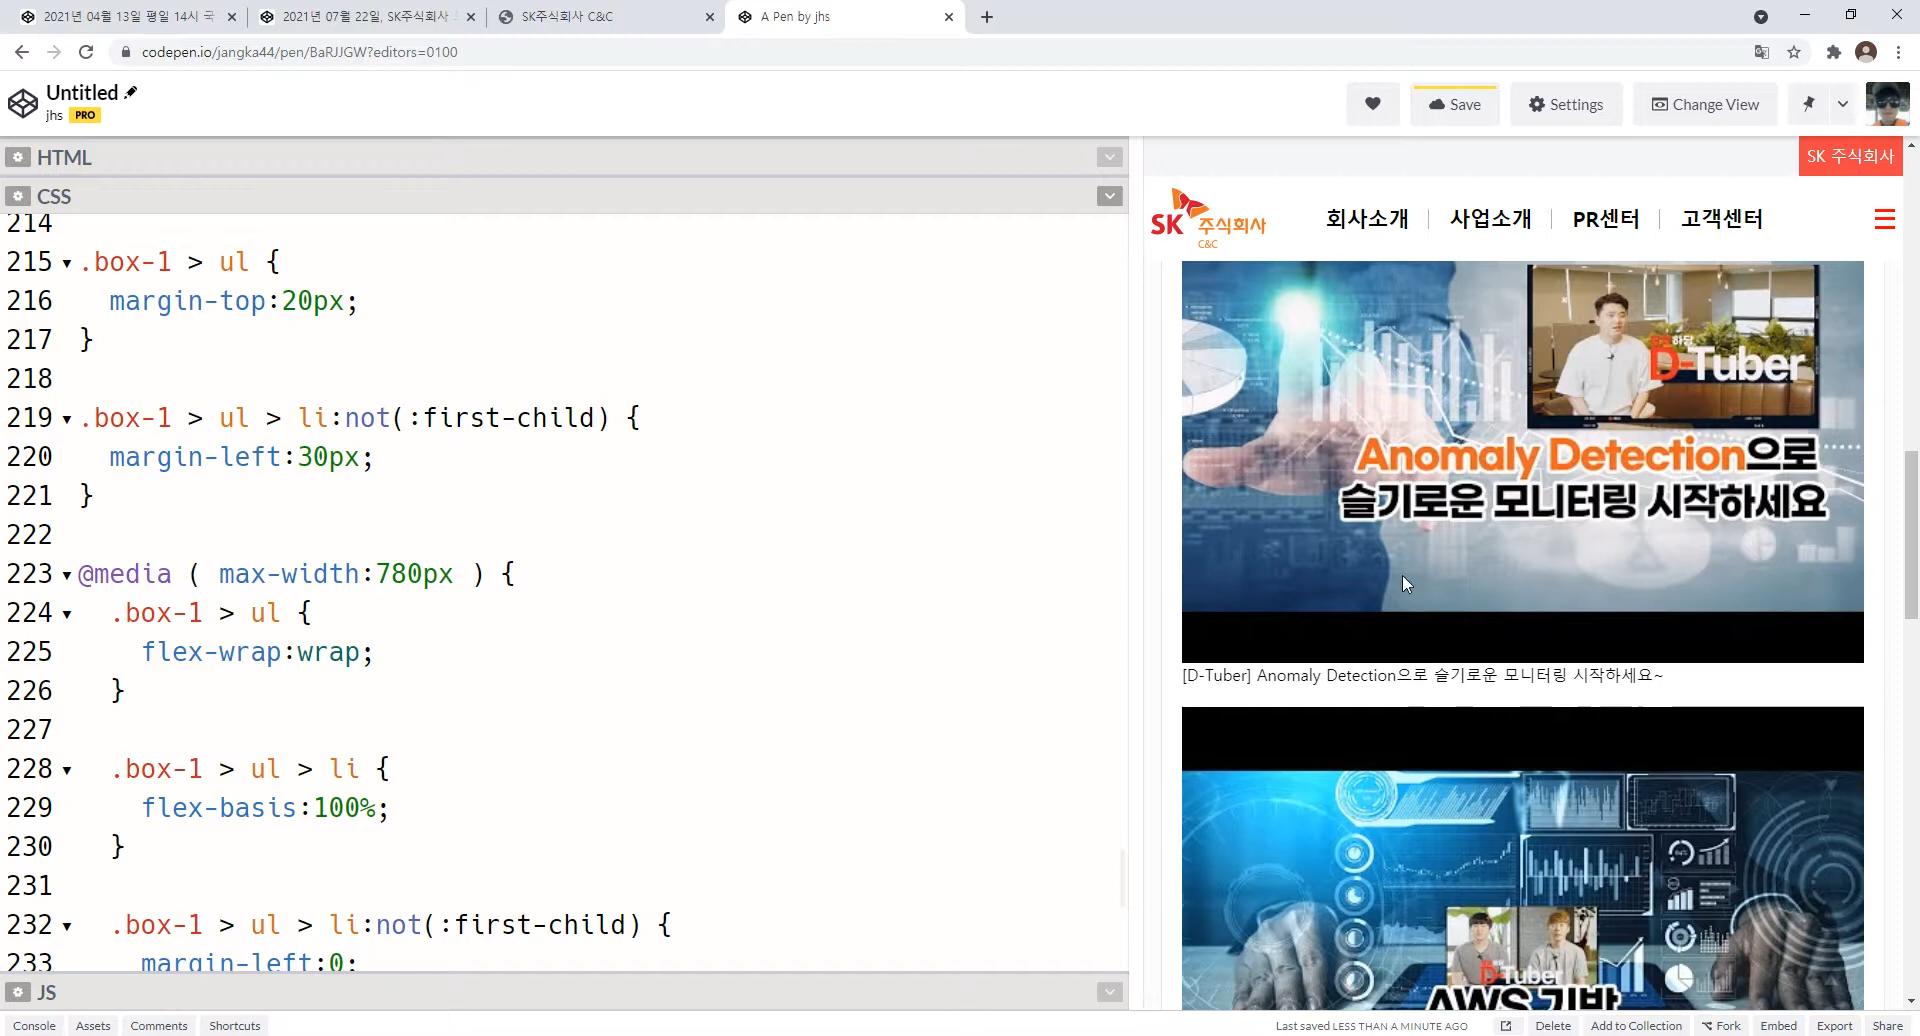 2021년 04월 13일 평일 14시 국
2021년 07월 22일, SK주식회사
SK주식회사 C&C
A Pen by jhs
codepen.io/jangka44/pen/BaRJJGW?editors=0100
Untitled
jhs PRO
Save
Settings
Change View
HTML
CSS
214
215 .box-1 > ul {
216 margin-top:20px;
217 }
218
219 .box-1 > ul > li:not(:first-child) {
220 margin-left:30px;
221 }
222
223 @media ( max-width:780px ) {
224 .box-1 > ul {
225 flex-wrap:wrap;
226 }
227
228 .box-1 > ul > li {
229 flex-basis:100%;
230 }
231
232 .box-1 > ul > li:not(:first-child) {
233 margin-left:0;
JS
SK 주식회사
SK 주식회사
C&C
회사소개 사업소개 PR센터 고객센터
D-Tuber
Anomaly Detection으로
슬기로운 모니터링 시작하세요
[D-Tuber] Anomaly Detection으로 슬기로운 모니터링 시작하세요~
D-Tuber
AWS 기반
Console Assets Comments Shortcuts
Last saved LESS THAN A MINUTE AGO
Delete Add to Collection Fork Embed Export Share